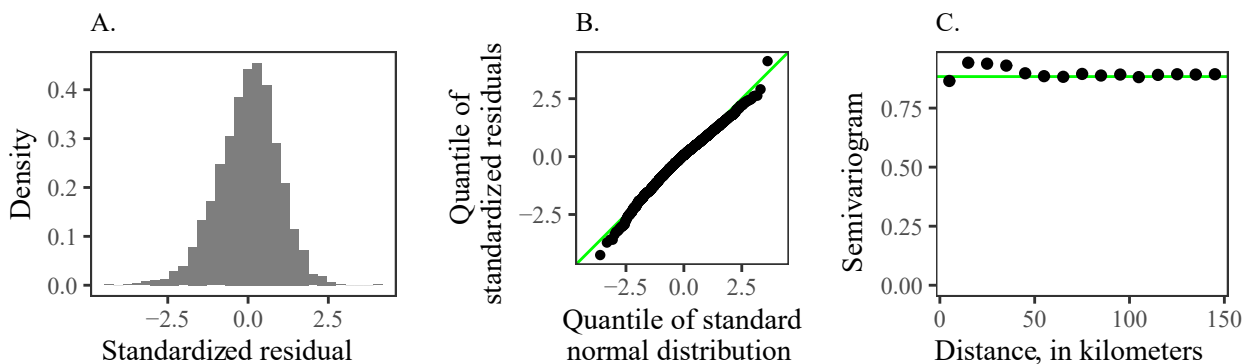 A.
Density
0.4
0.3
0.2
0.1
0.0
−2.5
0.0
2.5
Standardized residual
B.
Quantile of
standardized residuals
2.5
0.0
−2.5
−2.5
0.0
2.5
Quantile of standard
normal distribution
C.
Semivariogram
0.75
0.50
0.25
0.00
0
50
100
150
Distance, in kilometers